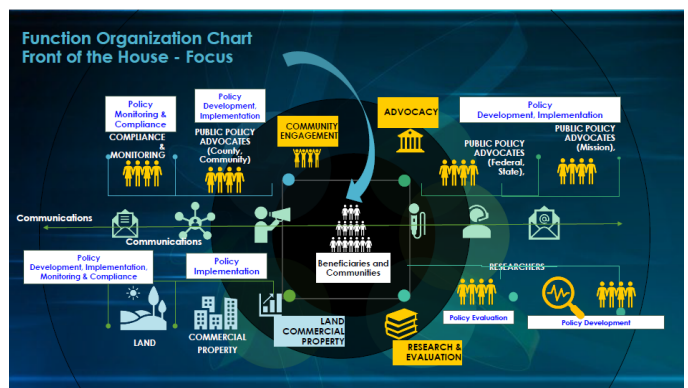 Function Organization Chart
Front of the House - Focus
Policy
Monitoring &
Compliance
COMPLIANCE
&
MONITORING
Policy
Development,
Implementation
PUBLIC POLICY
ADVOCATES
(County,
Community)
COMMUNITY
ENGAGEMENT
ADVOCACY
Policy
Development, Implementation
PUBLIC POLICY
ADVOCATES
(Federal,
State),
PUBLIC POLICY
ADVOCATES
(Mission),
Communications
Communications
Beneficiaries and
Communities
Policy
Development, Implementation,
Monitoring & Compliance
Policy
Implementation
LAND
COMMERCIAL
PROPERTY
LAND
COMMERCIAL
PROPERTY
RESEARCH &
EVALUATION
RESEARCHERS
Policy Evaluation
Policy Development